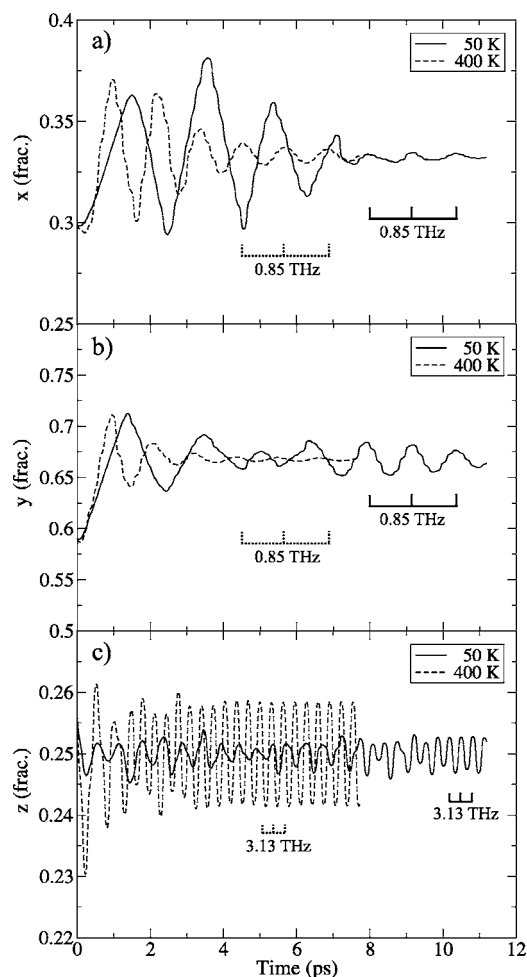 0.4
a)
50 K
400 K
0.35
x (frac.)
0.3
0.85 THz
0.85 THz
0.25
0.75
b)
50 K
400 K
0.7
0.65
y (frac.)
0.6
0.85 THz
0.85 THz
0.55
0.5
c)
50 K
400 K
0.26
0.25
z (frac.)
0.24
3.13 THz
3.13 THz
0.23
0.22
0 2 4 6 8 10 12
Time (ps)